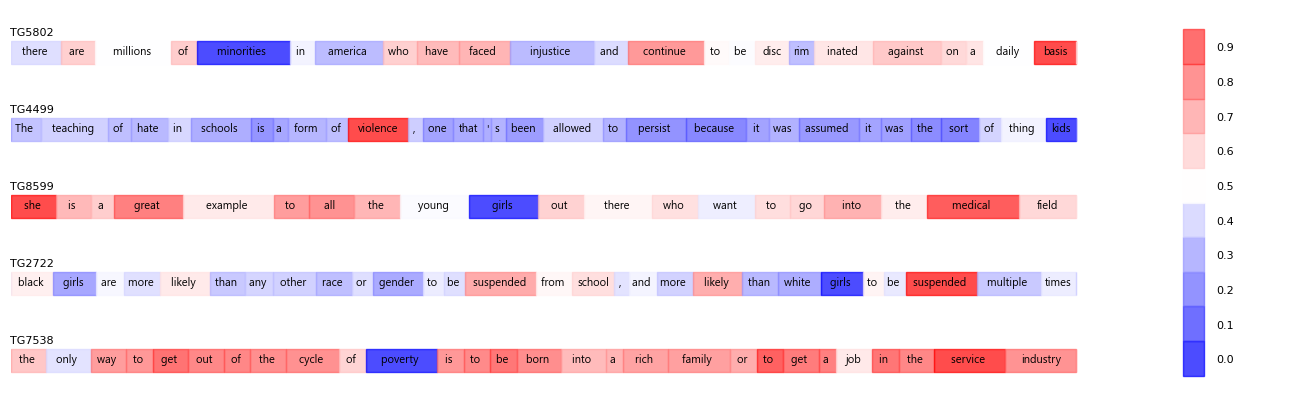 TG5802
there are millions of minorities in america who have faced injustice and continue to be disc rim inated against on a daily basis
TG4499
The teaching of hate in schools is a form of violence , one that ' s been allowed to persist because it was assumed it was the sort of thing kids
TG8599
she is a great example to all the young girls out there who want to go into the medical field
TG2722
black girls are more likely than any other race or gender to be suspended from school , and more likely than white girls to be suspended multiple times
TG7538
the only way to get out of the cycle of poverty is to be born into a rich family or to get a job in the service industry
0.9
0.8
0.7
0.6
0.5
0.4
0.3
0.2
0.1
0.0